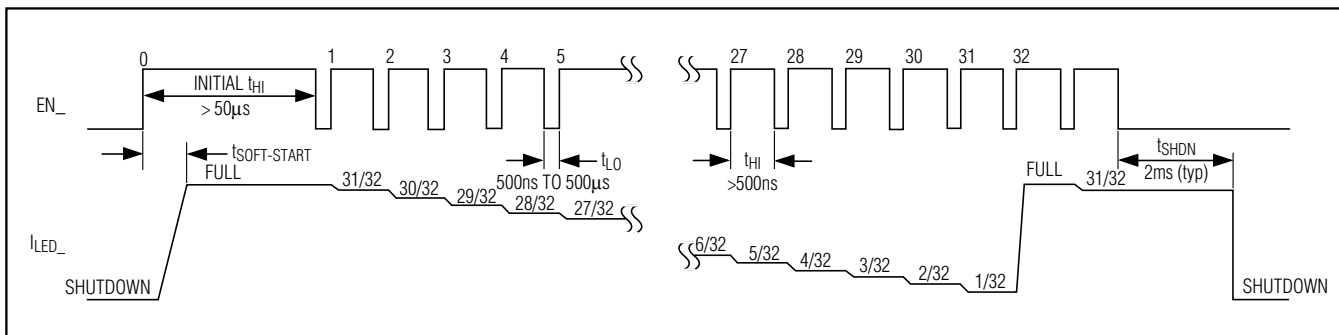 0 1 2 3 4 5 27 28 29 30 31 32
INITIAL tHI
> 50µs
EN_
tSOFT-START
tLO
500ns TO 500µs
tHI
>500ns
tSHDN
2ms (typ)
FULL
31/32
30/32
29/32
28/32
27/32
6/32
5/32
4/32
3/32
2/32
1/32
FULL
31/32
ILED_
SHUTDOWN
SHUTDOWN